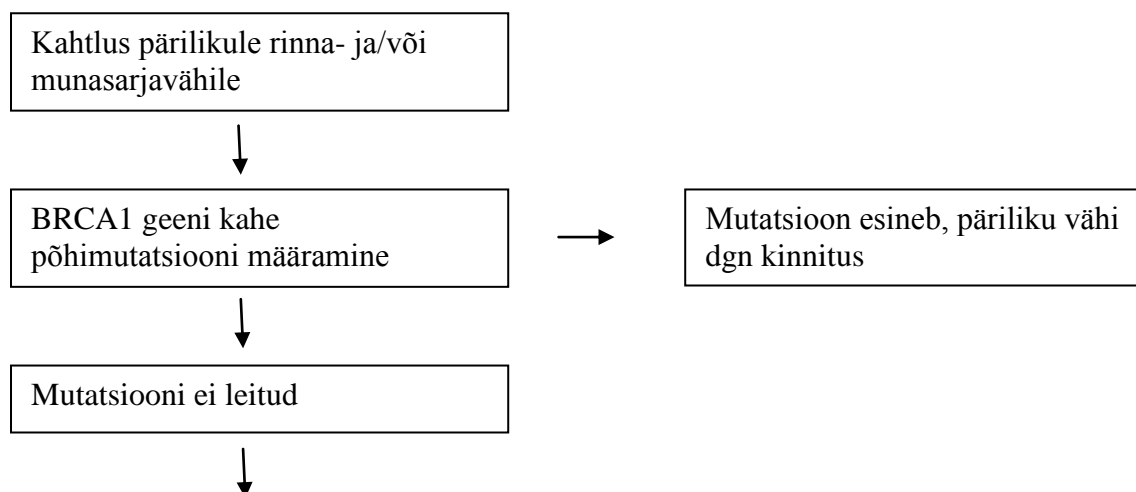 Kahtlus pärilikule rinna- ja/või
munasarjavähile
BRCA1 geeni kahe
põhimutatsiooni määramine
Mutatsioon esineb, päriliku vähi
dgn kinnitus
Mutatsiooni ei leitud